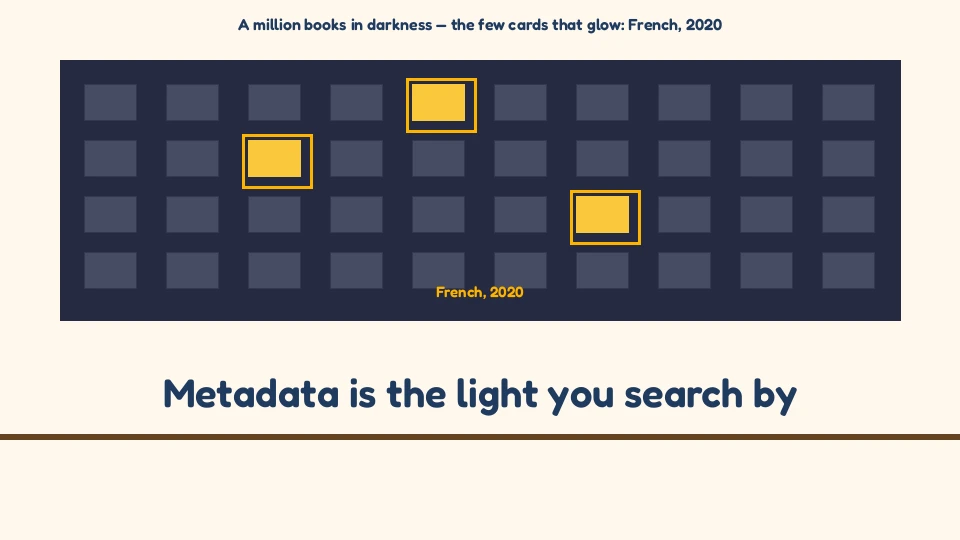 A million books in darkness — the few cards that glow: French, 2020
French, 2020
Metadata is the light you search by